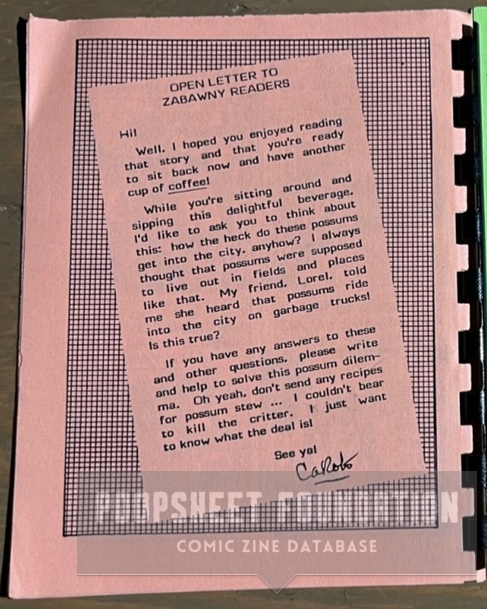 OPEN LETTER TO
ZABAWNY READERS
Hi!
Well, I hoped you enjoyed reading
that story and that you're ready
to sit back now and have another
cup of coffee!
While you're sitting around and
sipping this delightful beverage,
I'd like to ask you to think about
this: how the heck do these possums
get into the city, anyhow? I always
thought that possums were supposed
to live out in fields and places
like that. My friend, Lorel, told
me she heard that possums ride
into the city on garbage trucks!
Is this true?
If you have any answers to these
and other questions, please write
and help to solve this possum dilem-
ma. Oh yeah, don't send any recipes
for possum stew ... I couldn't bear
to kill the critter. I just want
to know what the deal is!
See ya!
POOPSHEET FOUNDATION
COMIC ZINE DATABASE